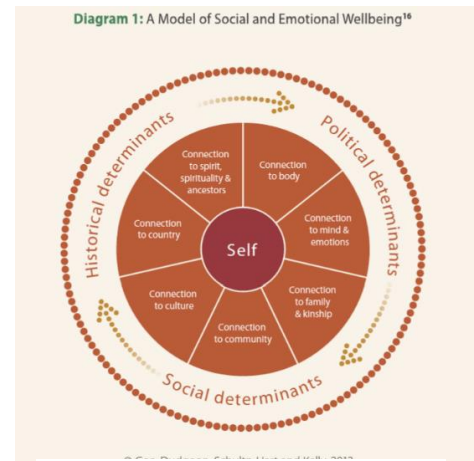 Diagram 1: A Model of Social and Emotional Wellbeing¹⁶
Historical determinants
Political determinants
Social determinants
Connection
to spirit,
spirituality &
ancestors
Connection
to body
Connection
to mind &
emotions
Connection
to family
& kinship
Connection
to community
Connection
to culture
Connection
to country
Self